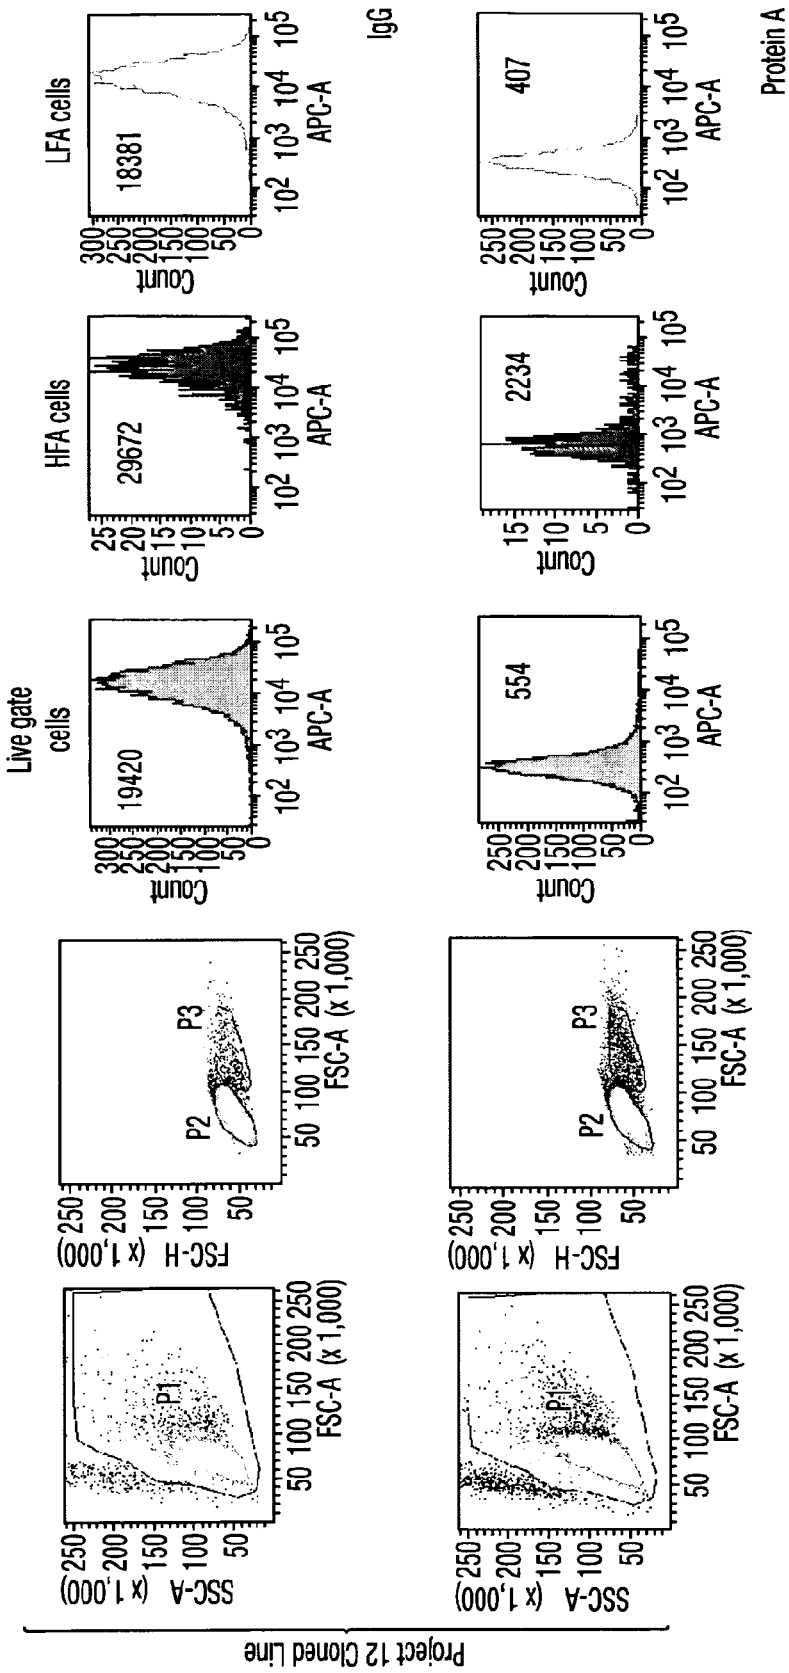 Project 12 Cloned Line
Live gate
cells
HFA cells
LFA cells
SSC-A
(x 1,000)
250
200
150
100
50
P1
50 100 150 200 250
FSC-A (x 1,000)
FSC-H
(x 1,000)
250
200
150
100
50
P2
P3
50 100 150 200 250
FSC-A (x 1,000)
Count
300
250
200
150
100
50
0
19420
10² 10³ 10⁴ 10⁵
APC-A
Count
25
20
15
10
5
0
29672
10² 10³ 10⁴ 10⁵
APC-A
Count
300
250
200
150
100
50
0
18381
10² 10³ 10⁴ 10⁵
APC-A
IgG
SSC-A
(x 1,000)
250
200
150
100
50
P1
50 100 150 200 250
FSC-A (x 1,000)
FSC-H
(x 1,000)
250
200
150
100
50
P2
P3
50 100 150 200 250
FSC-A (x 1,000)
Count
250
200
150
100
50
0
554
10² 10³ 10⁴ 10⁵
APC-A
Count
15
10
5
0
2234
10² 10³ 10⁴ 10⁵
APC-A
Count
250
200
150
100
50
0
407
10² 10³ 10⁴ 10⁵
APC-A
Protein A